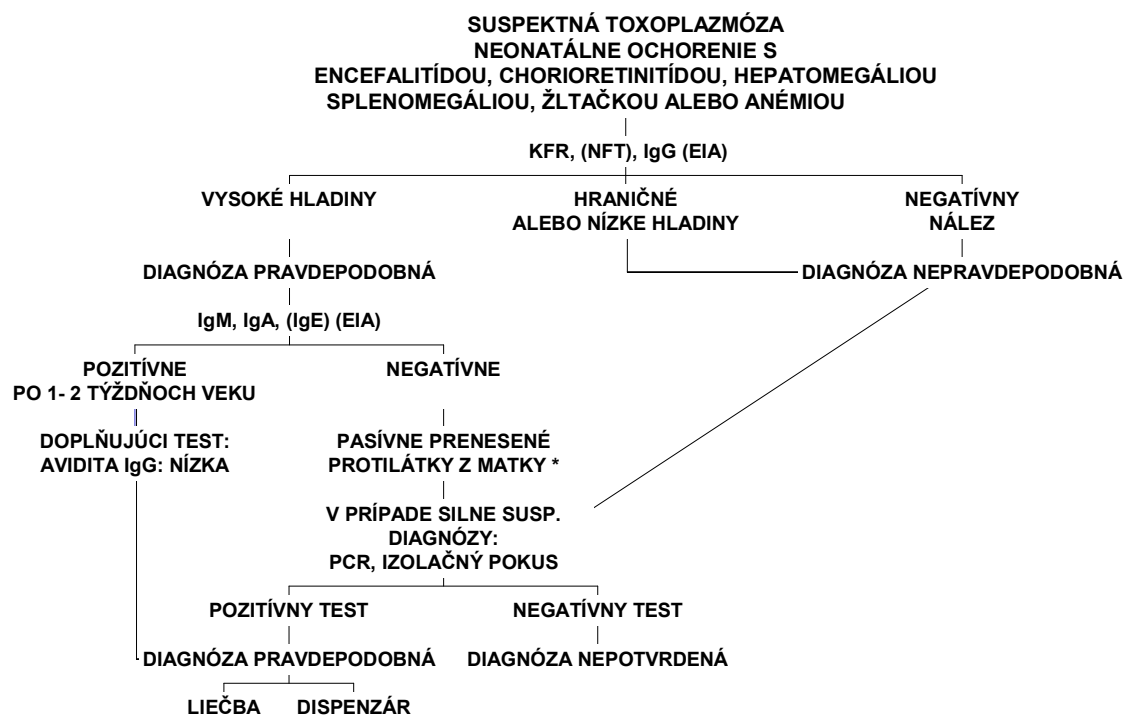 SUSPEKTNÁ TOXOPLAZMÓZA
NEONATÁLNE OCHORENIE S
ENCEFALITÍDOU, CHORIORETINITÍDOU, HEPATOMEGÁLIOU
SPLENOMEGÁLIOU, ŽLTAČKOU ALEBO ANÉMIOU
KFR, (NFT), IgG (EIA)
VYSOKÉ HLADINY
HRANIČNÉ
ALEBO NÍZKE HLADINY
NEGATÍVNY
NÁLEZ
DIAGNÓZA PRAVDEPODOBNÁ
DIAGNÓZA NEPRAVDEPODOBNÁ
IgM, IgA, (IgE) (EIA)
POZITÍVNE
PO 1- 2 TÝŽDŇOCH VEKU
NEGATÍVNE
DOPLŇUJÚCI TEST:
AVIDITA IgG: NÍZKA
PASÍVNE PRENESENÉ
PROTILÁTKY Z MATKY *
V PRÍPADE SILNE SUSP.
DIAGNÓZY:
PCR, IZOLAČNÝ POKUS
POZITÍVNY TEST
NEGATÍVNY TEST
DIAGNÓZA PRAVDEPODOBNÁ
DIAGNÓZA NEPOTVRDENÁ
LIEČBA
DISPENZÁR